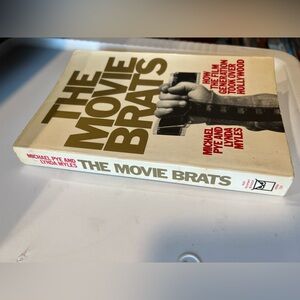 THE
MOVIE
BRATS
HOW
THE FILM
GENERATION
TOOK OVER
HOLLYWOOD
MICHAEL
PYE AND
LYNDA
MYLES
MICHAEL PYE AND
LYNDA MYLES
THE MOVIE BRATS